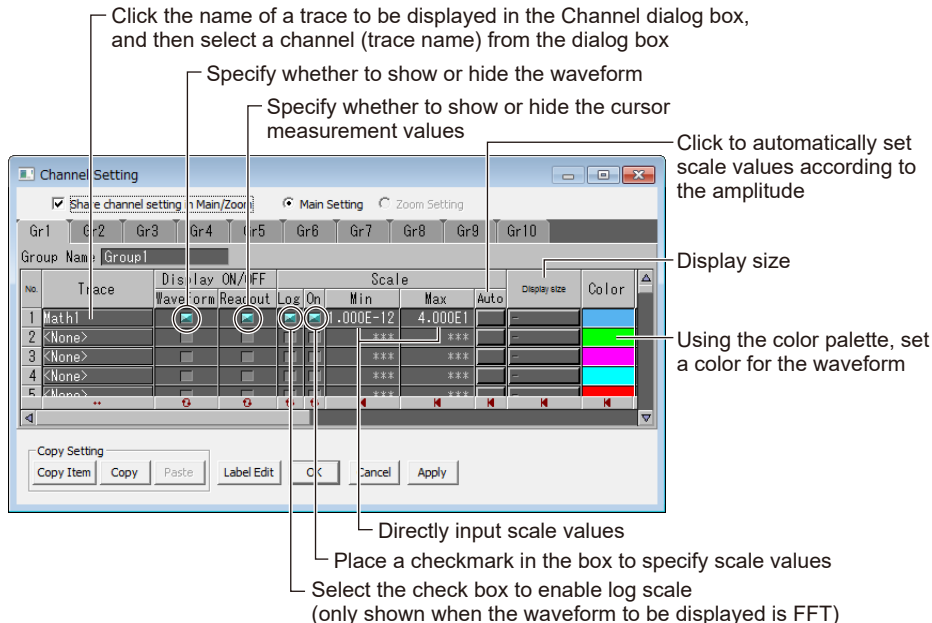 Click the name of a trace to be displayed in the Channel dialog box,
and then select a channel (trace name) from the dialog box
Specify whether to show or hide the waveform
Specify whether to show or hide the cursor
measurement values
Click to automatically set
scale values according to
the amplitude
Channel Setting
Share channel setting in Main/Zoom Main Setting Zoom Setting
Gr1 Gr2 Gr3 Gr4 Gr5 Gr6 Gr7 Gr8 Gr9 Gr10
Group Name Group1
Display size
No. Trace Display ON/OFF Scale Display size Color
Waveform Readout Log On Min Max Auto
1 Math1 1.000E-12 4.000E1 -
2 <None> *** *** -
3 <None> *** *** -
4 <None> *** *** -
5 <None> *** *** -
Using the color palette, set
a color for the waveform
Copy Setting
Copy Item Copy Paste Label Edit OK Cancel Apply
Directly input scale values
Place a checkmark in the box to specify scale values
Select the check box to enable log scale
(only shown when the waveform to be displayed is FFT)